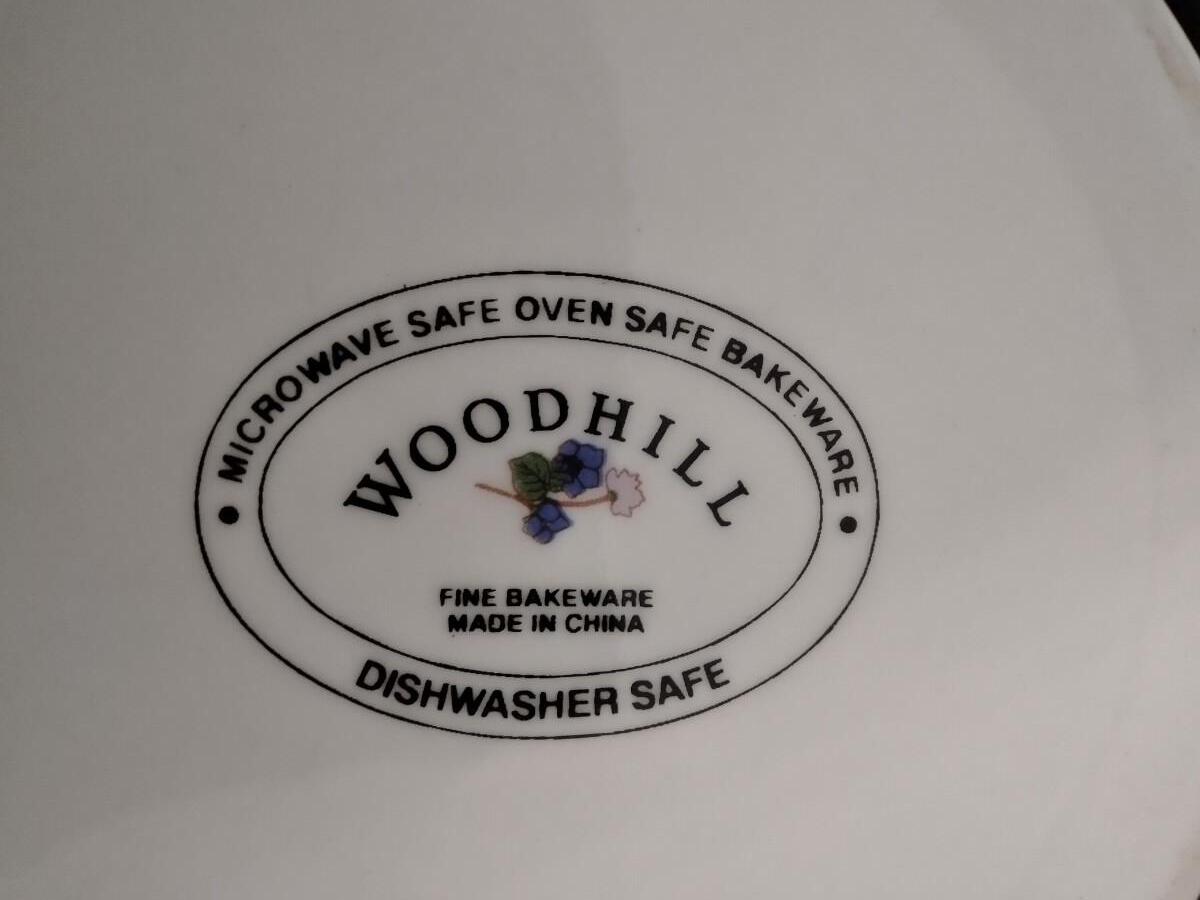 • MICROWAVE SAFE OVEN SAFE BAKEWARE •
WOODHILL
FINE BAKEWARE
MADE IN CHINA
DISHWASHER SAFE